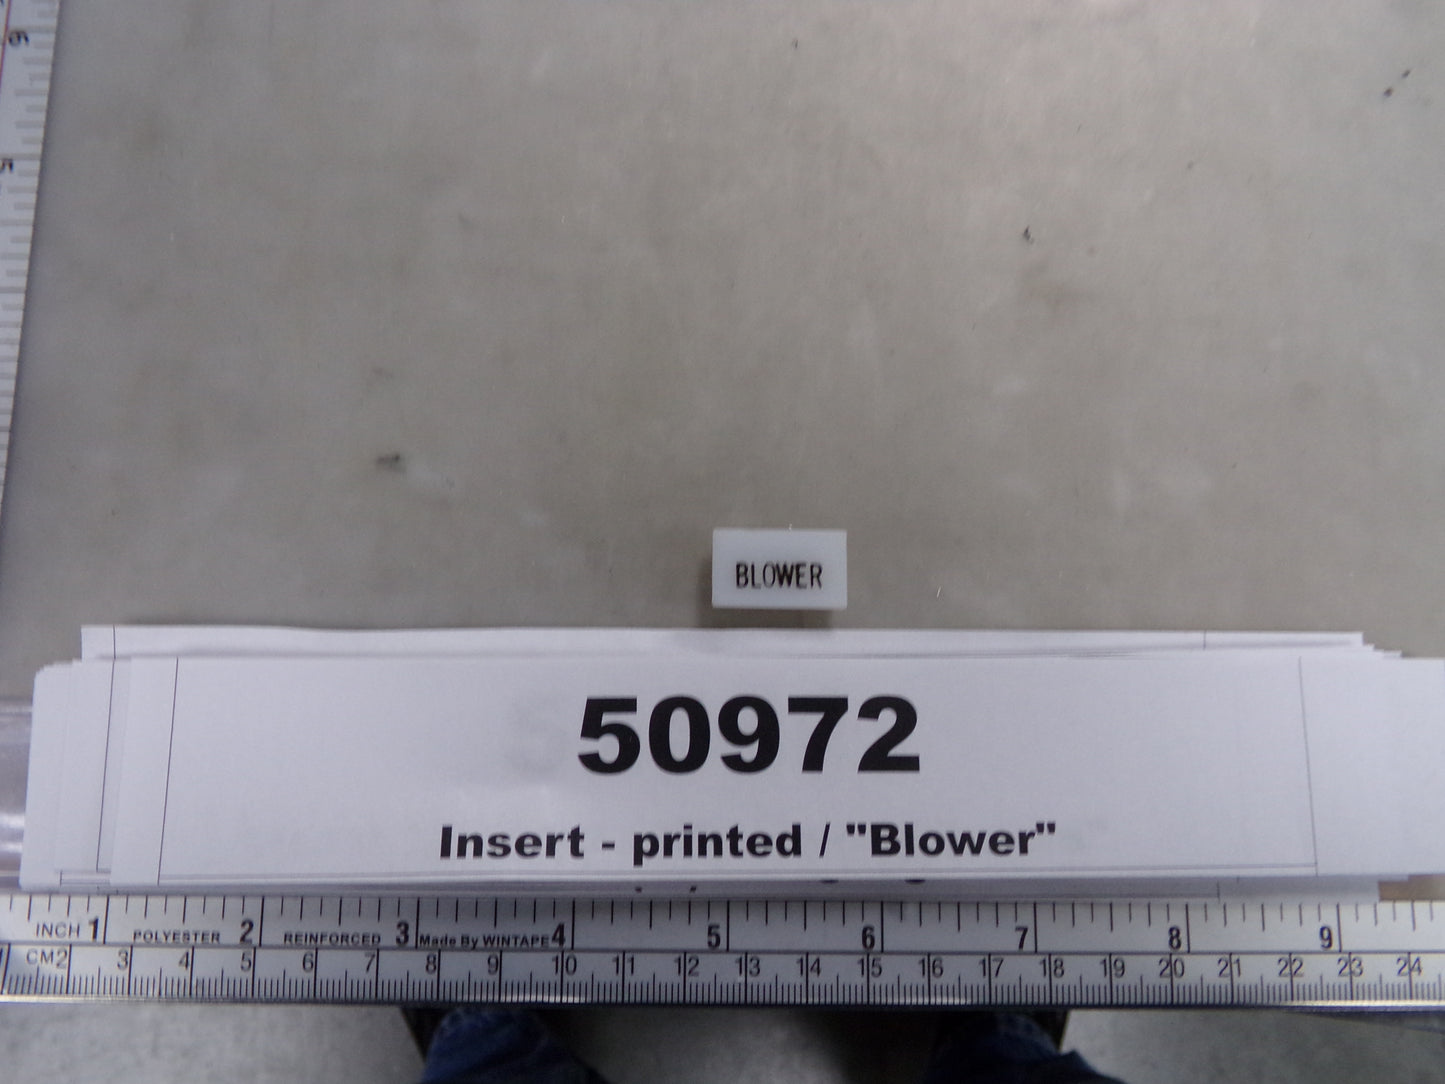 6
5
BLOWER
50972
Insert - printed / "Blower"
INCH 1 POLYESTER 2 REINFORCED 3 Made By WINTAPE 4 5 6 7 8 9
CM 2 3 4 5 6 7 8 9 10 11 12 13 14 15 16 17 18 19 20 21 22 23 24